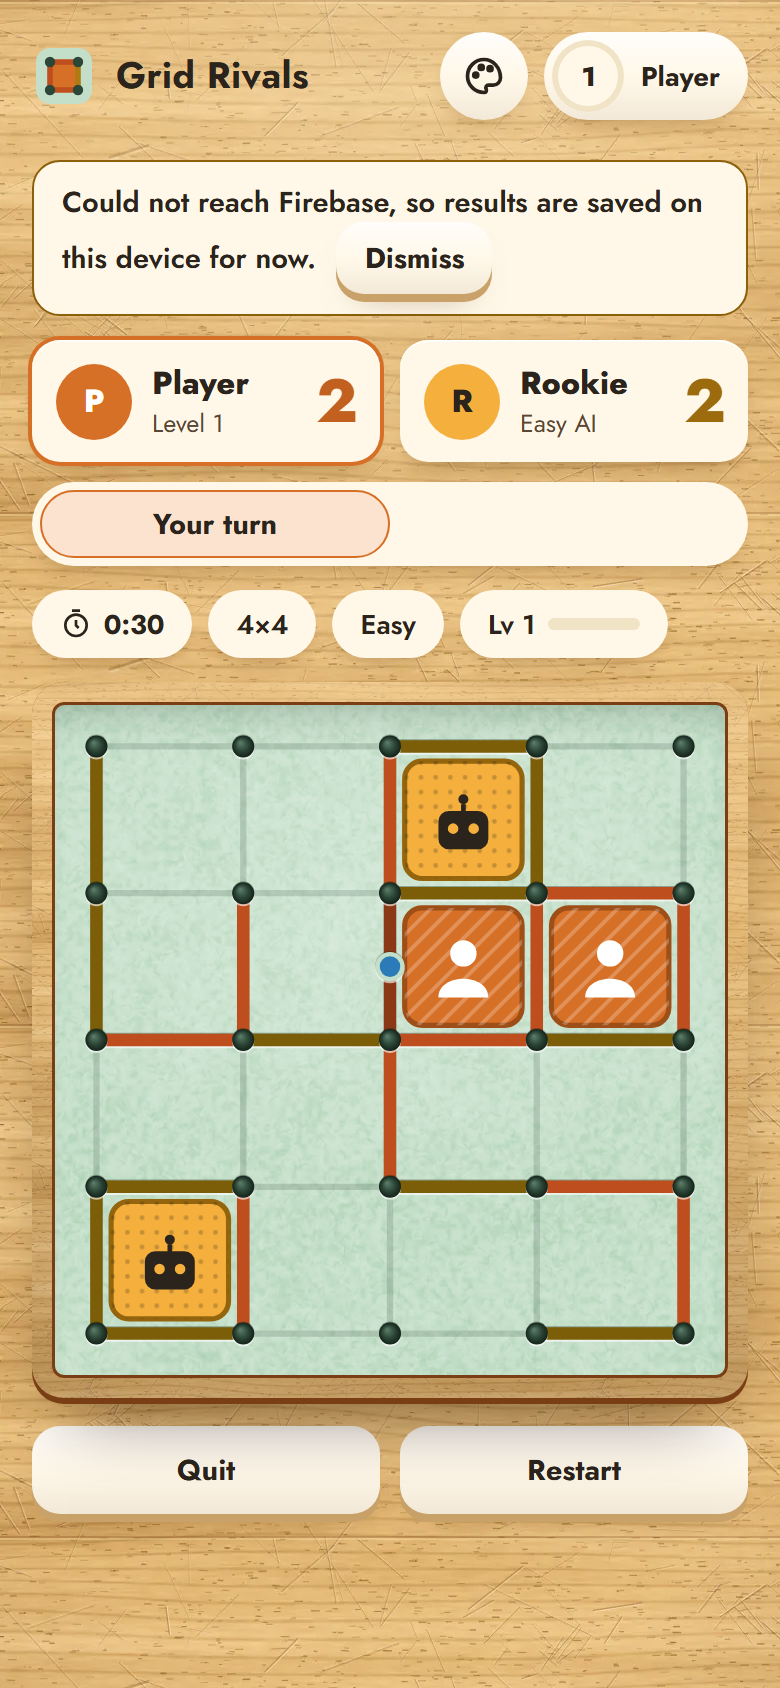 Grid Rivals
1 Player
Could not reach Firebase, so results are saved on
this device for now. Dismiss
P Player 2
Level 1
R Rookie 2
Easy AI
Your turn
0:30 4×4 Easy Lv 1
Quit Restart